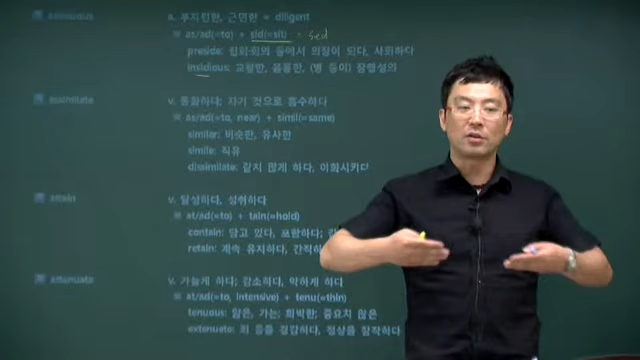 assiduous a. 부지런한, 근면한 = diligent
as/ad(=to) + sid(=sit) = sed
preside: 집회·회의 등에서 의장이 되다, 사회하다
insidious: 교활한, 음흉한, (병 등이) 잠행성의
assimilate v. 동화하다; 자기 것으로 흡수하다
as/ad(=to, near) + simil(=same)
similar: 비슷한, 유사한
simile: 직유
dissimilate: 같지 않게 하다, 이화시키다
attain v. 달성하다, 성취하다
at/ad(=to) + tain(=hold)
contain: 담고 있다, 포함하다;
retain: 계속 유지하다, 간직
attenuate v. 가늘게 하다; 감소하다, 약하게 하다
at/ad(=to, intensive) + tenu(=thin)
tenuous: 얇은, 가는; 희박한; 중요치 않은
extenuate: 죄 등을 경감하다, 정상을 참작하다